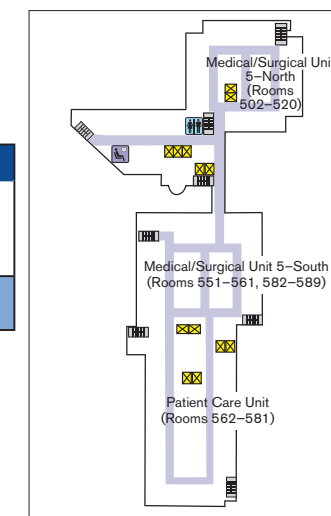 Medical/Surgical Uni
5–North
(Rooms
502–520)
Medical/Surgical Unit 5–South
(Rooms 551–561, 582–589)
Patient Care Unit
(Rooms 562–581)